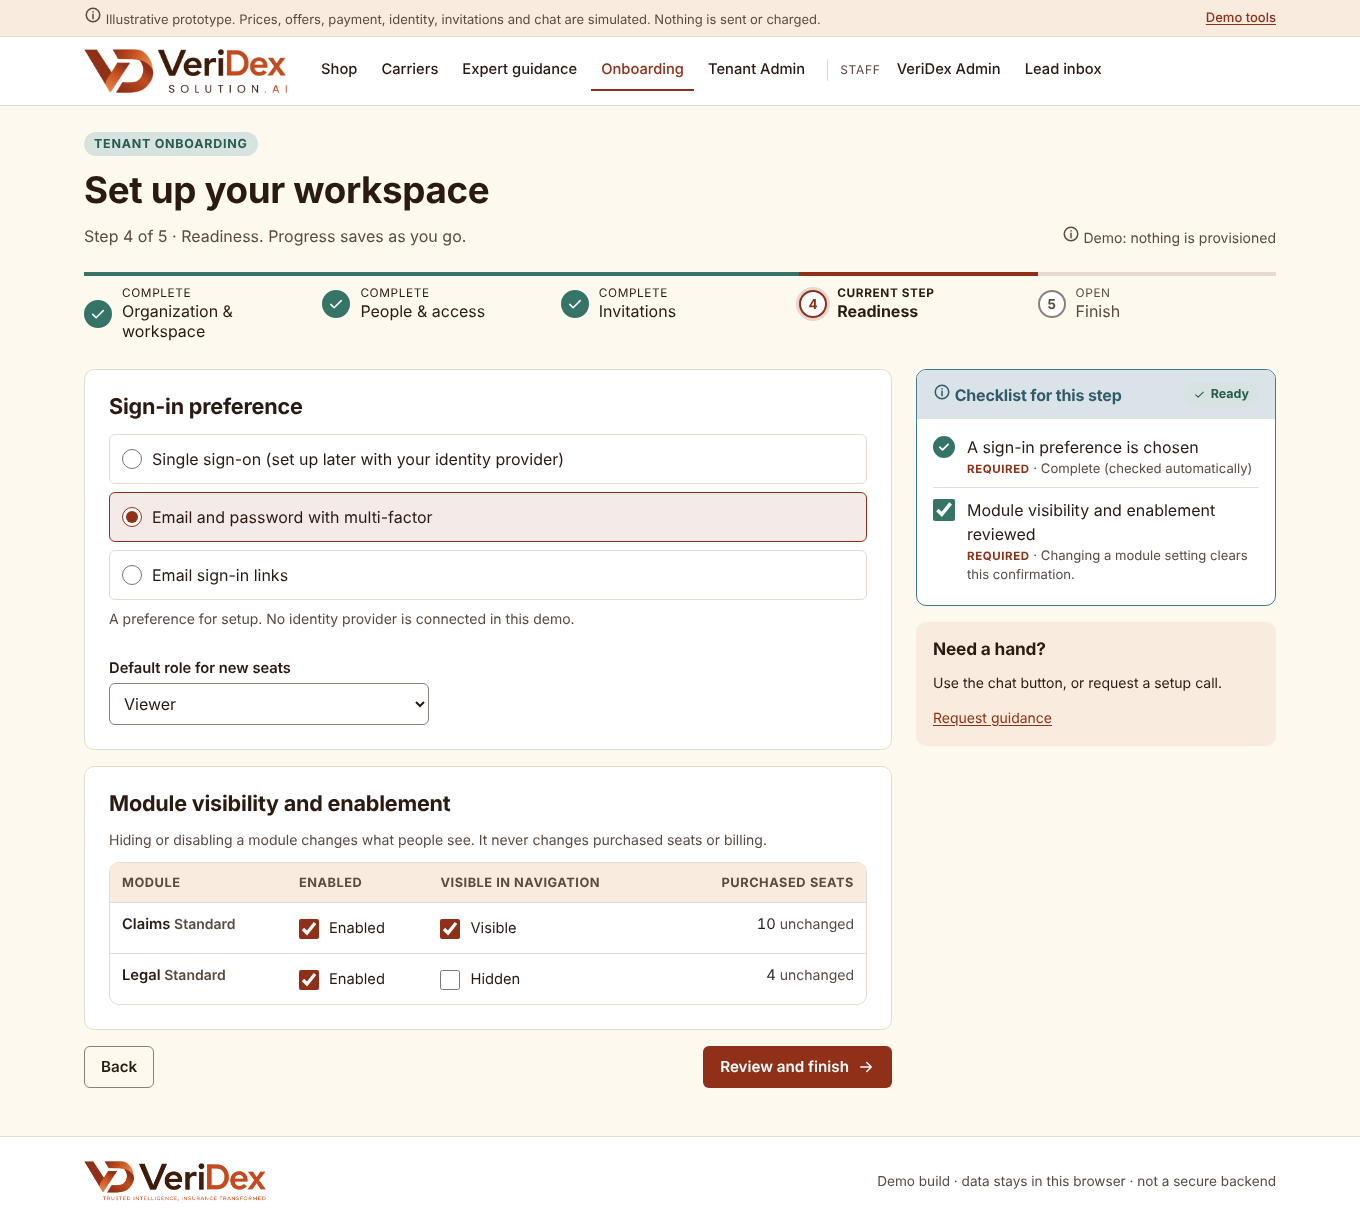 Illustrative prototype. Prices, offers, payment, identity, invitations and chat are simulated. Nothing is sent or charged.
Demo tools
VeriDex
SOLUTION.AI
Shop
Carriers
Expert guidance
Onboarding
Tenant Admin
STAFF
VeriDex Admin
Lead inbox
TENANT ONBOARDING
Set up your workspace
Step 4 of 5 · Readiness. Progress saves as you go.
Demo: nothing is provisioned
COMPLETE
Organization &
workspace
COMPLETE
People & access
COMPLETE
Invitations
4
CURRENT STEP
Readiness
5
OPEN
Finish
Sign-in preference
Single sign-on (set up later with your identity provider)
Email and password with multi-factor
Email sign-in links
A preference for setup. No identity provider is connected in this demo.
Default role for new seats
Viewer
Checklist for this step
Ready
A sign-in preference is chosen
REQUIRED · Complete (checked automatically)
Module visibility and enablement
reviewed
REQUIRED · Changing a module setting clears
this confirmation.
Need a hand?
Use the chat button, or request a setup call.
Request guidance
Module visibility and enablement
Hiding or disabling a module changes what people see. It never changes purchased seats or billing.
MODULE ENABLED VISIBLE IN NAVIGATION PURCHASED SEATS
Claims Standard Enabled Visible 10 unchanged
Legal Standard Enabled Hidden 4 unchanged
Back
Review and finish →
VeriDex
TRUSTED INTELLIGENCE, INSURANCE TRANSFORMED
Demo build · data stays in this browser · not a secure backend